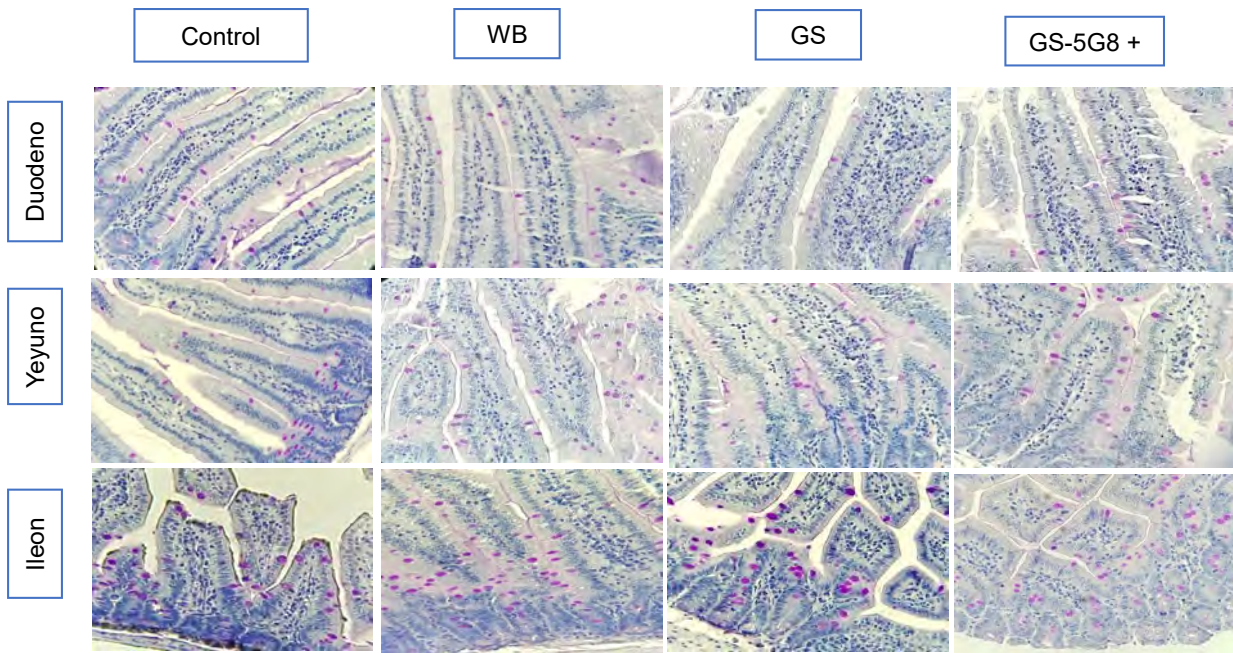 Control
WB
GS
GS-5G8 +
Duodeno
Yeyuno
Ileon